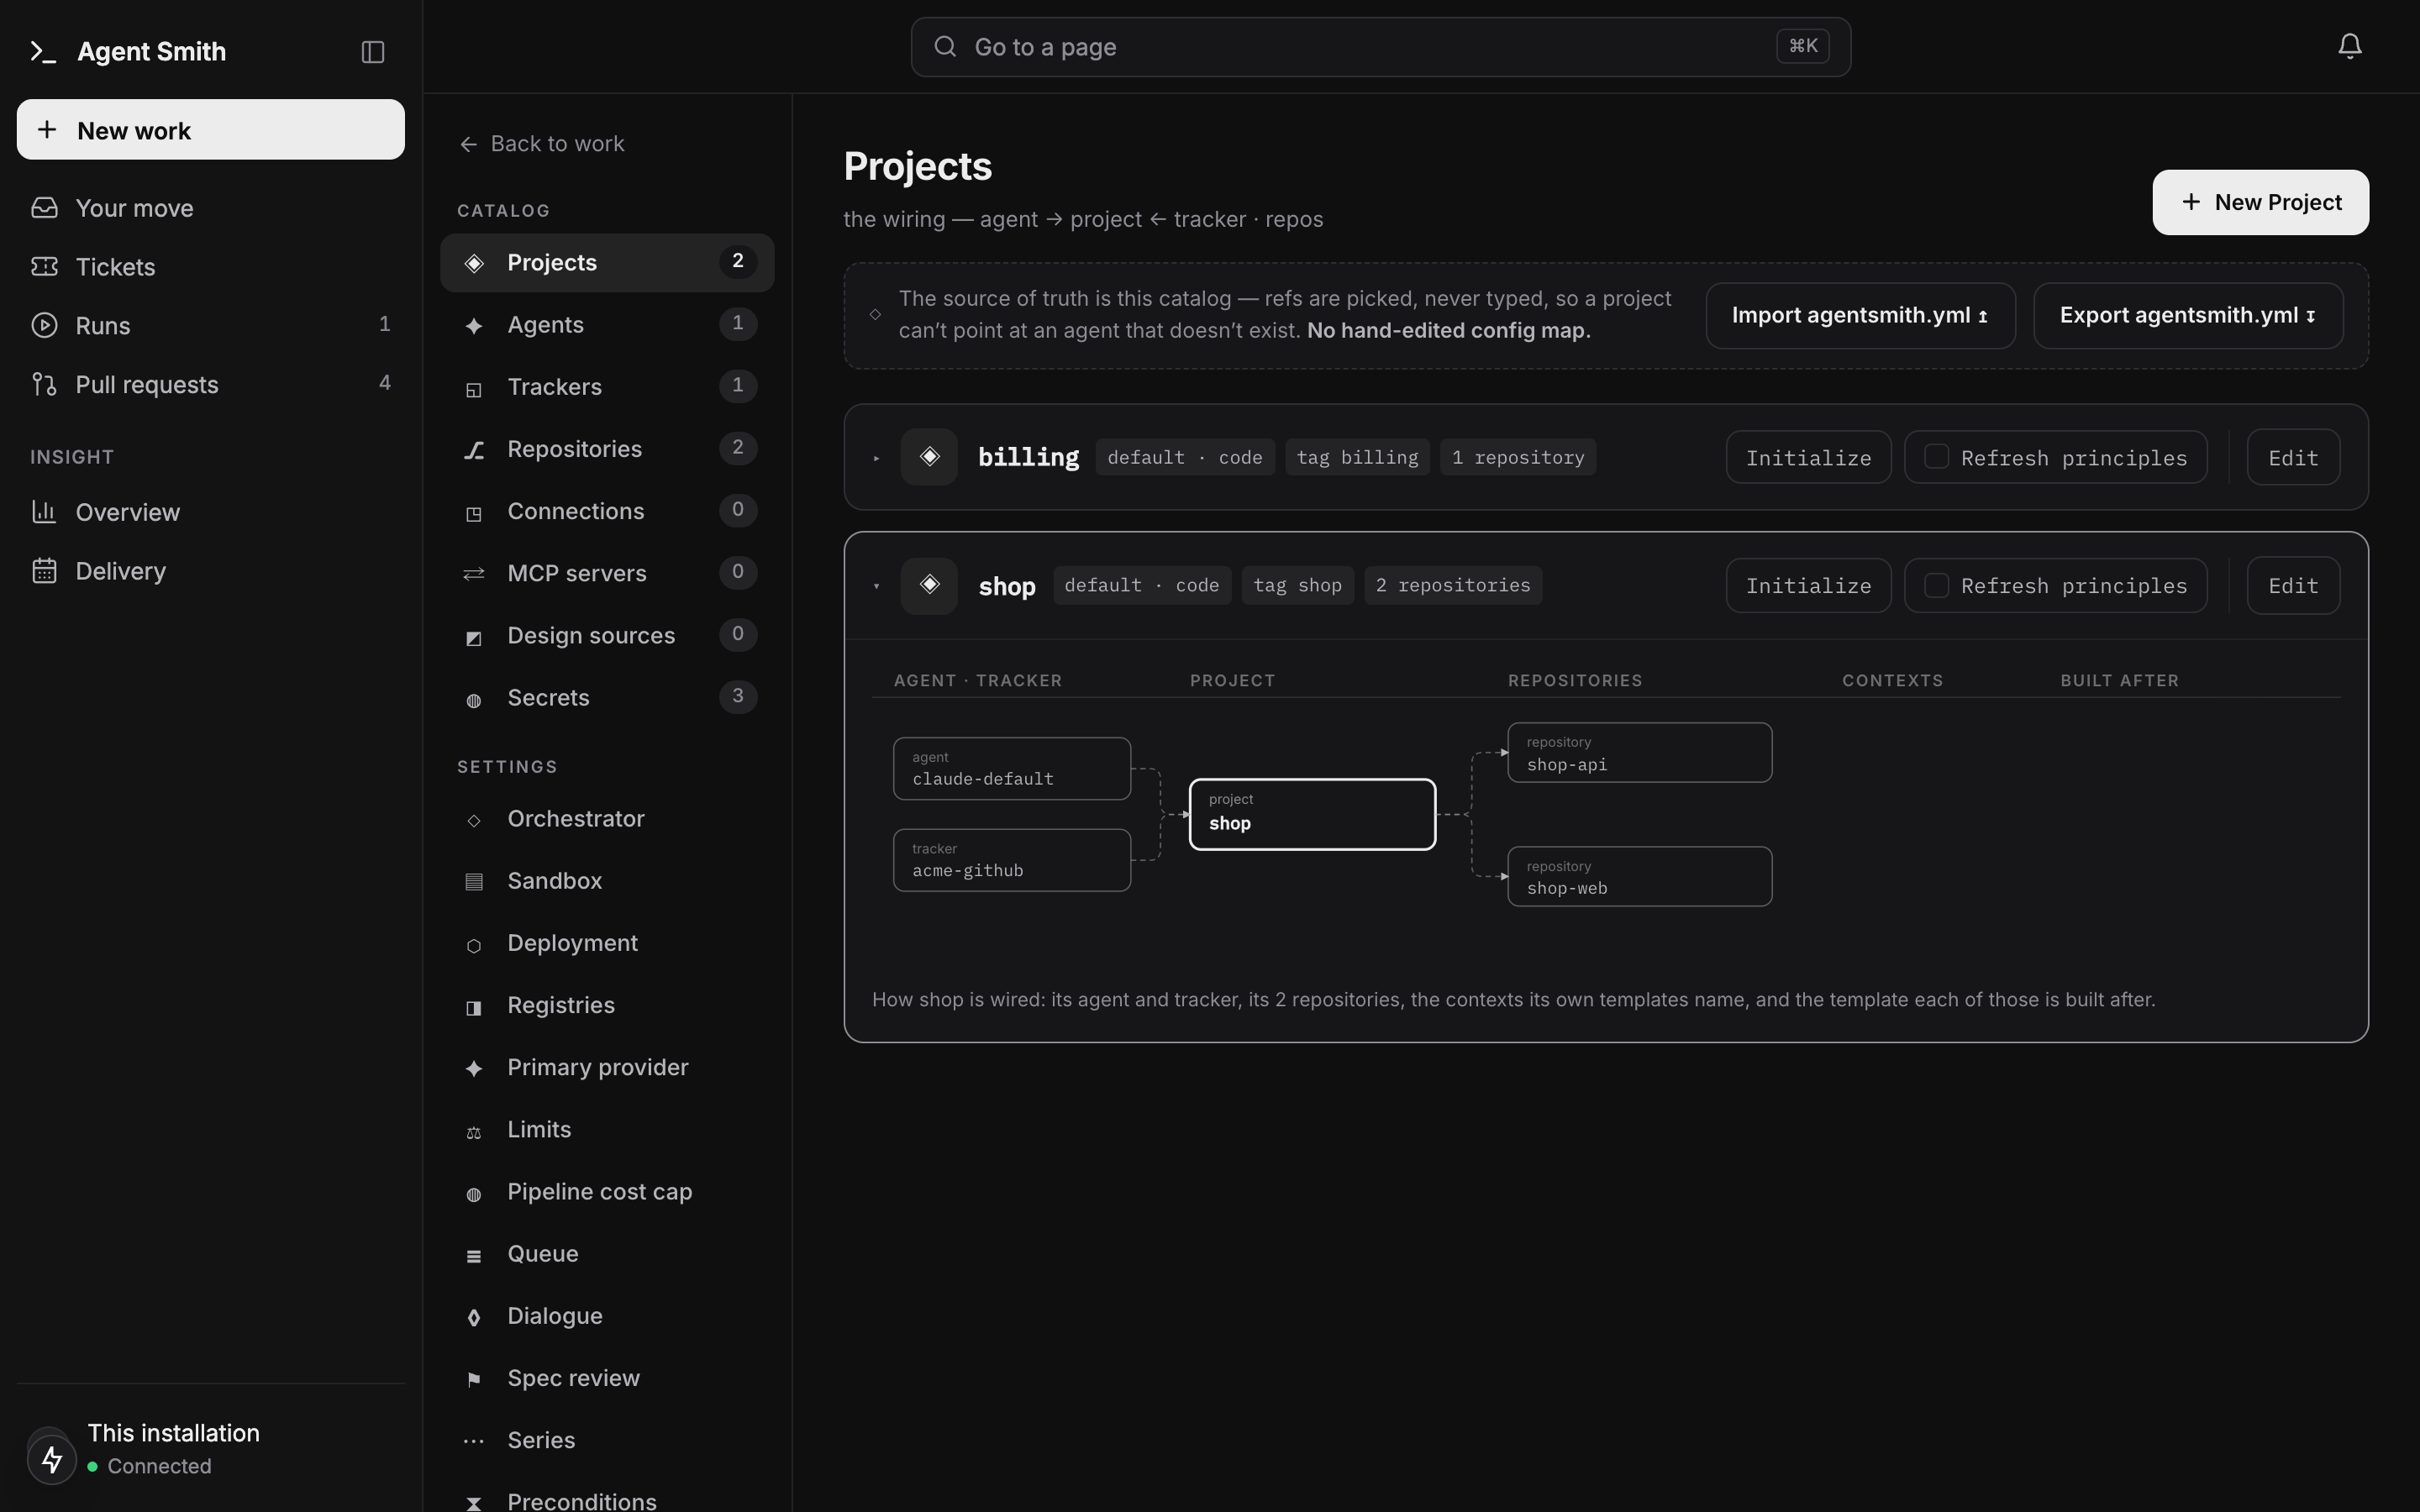 Agent Smith
New work
Your move
Tickets
Runs 1
Pull requests 4
INSIGHT
Overview
Delivery
This installation
Connected
Go to a page ⌘K
← Back to work
CATALOG
Projects 2
Agents 1
Trackers 1
Repositories 2
Connections 0
MCP servers 0
Design sources 0
Secrets 3
SETTINGS
Orchestrator
Sandbox
Deployment
Registries
Primary provider
Limits
Pipeline cost cap
Queue
Dialogue
Spec review
Series
Preconditions
Projects
the wiring — agent → project ← tracker · repos
+ New Project
The source of truth is this catalog — refs are picked, never typed, so a project
can’t point at an agent that doesn’t exist. No hand-edited config map.
Import agentsmith.yml ↥
Export agentsmith.yml ↧
billing default · code tag billing 1 repository Initialize Refresh principles Edit
shop default · code tag shop 2 repositories Initialize Refresh principles Edit
AGENT · TRACKER PROJECT REPOSITORIES CONTEXTS BUILT AFTER
agent
claude-default
tracker
acme-github
project
shop
repository
shop-api
repository
shop-web
How shop is wired: its agent and tracker, its 2 repositories, the contexts its own templates name, and the template each of those is built after.